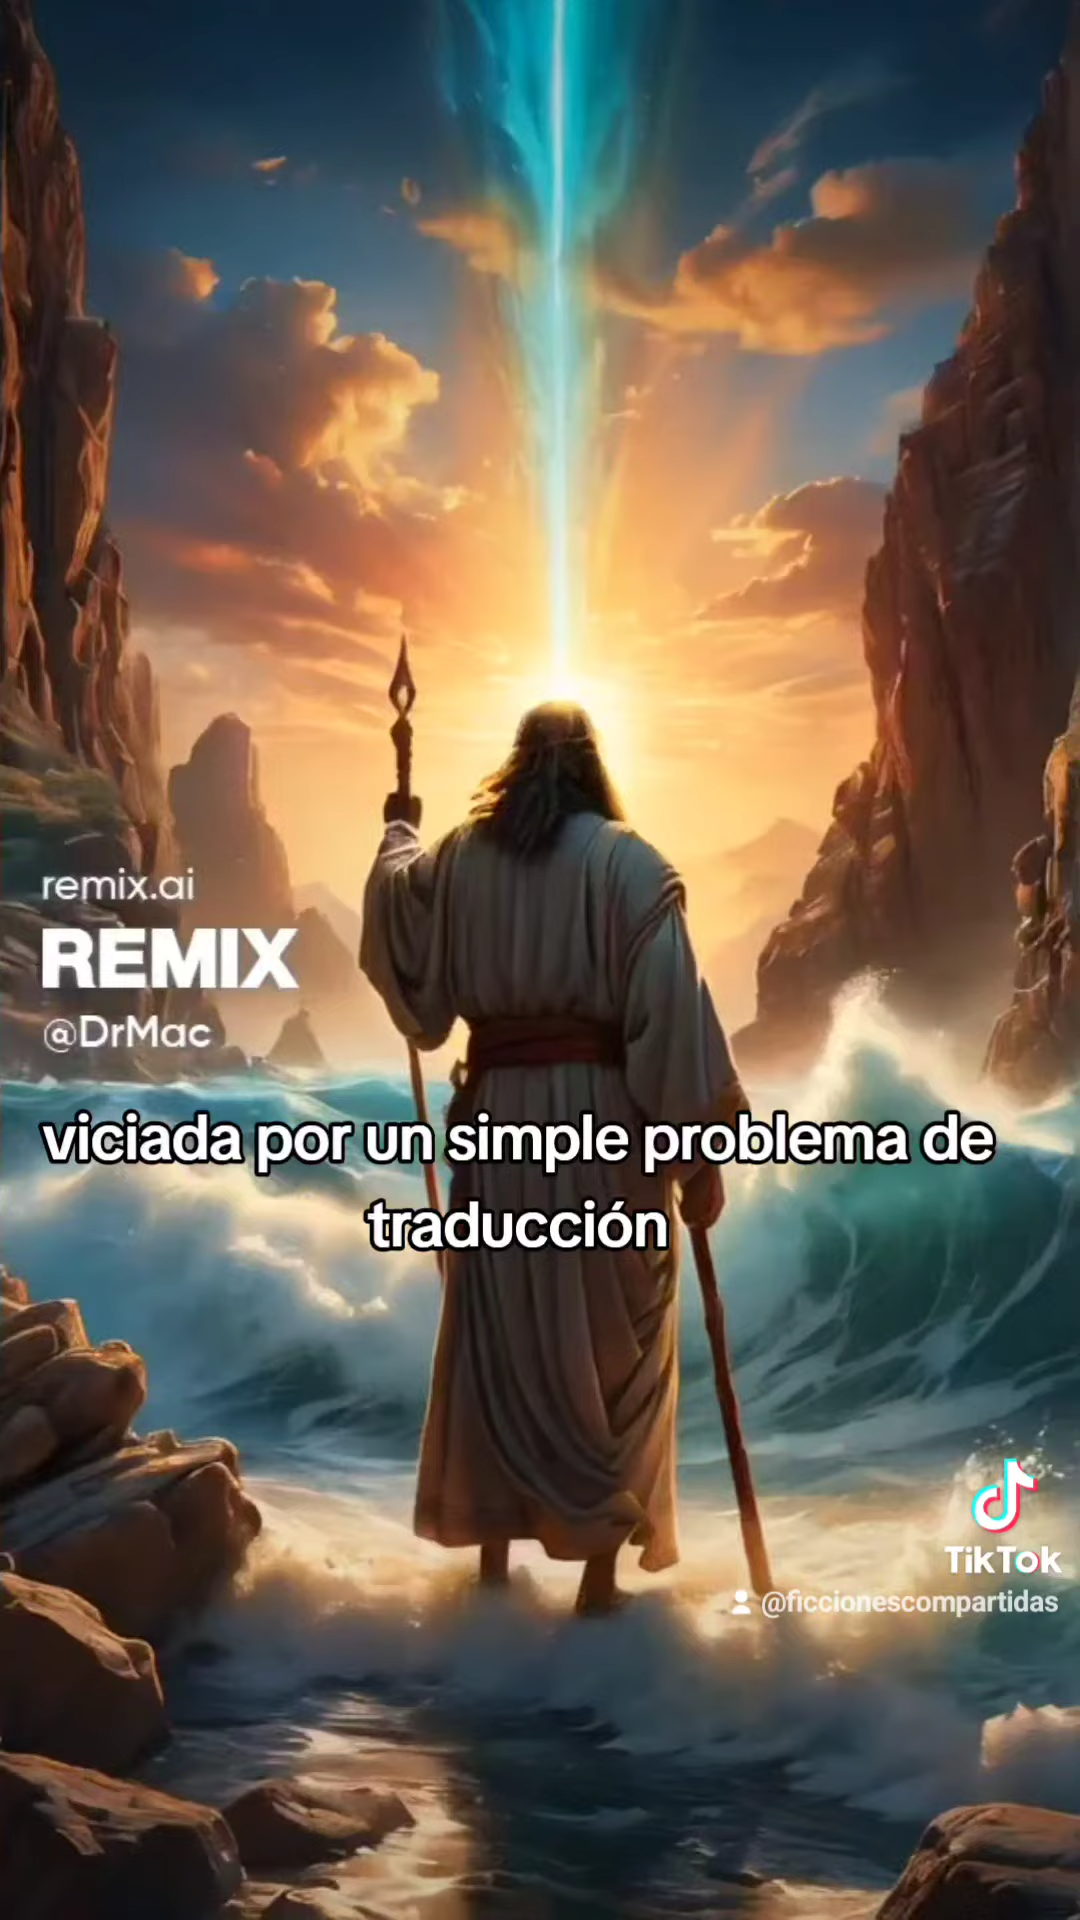 remix.ai
REMIX
@DrMac
viciada por un simple problema de
traducción
TikTok
@ficcionescompartidas